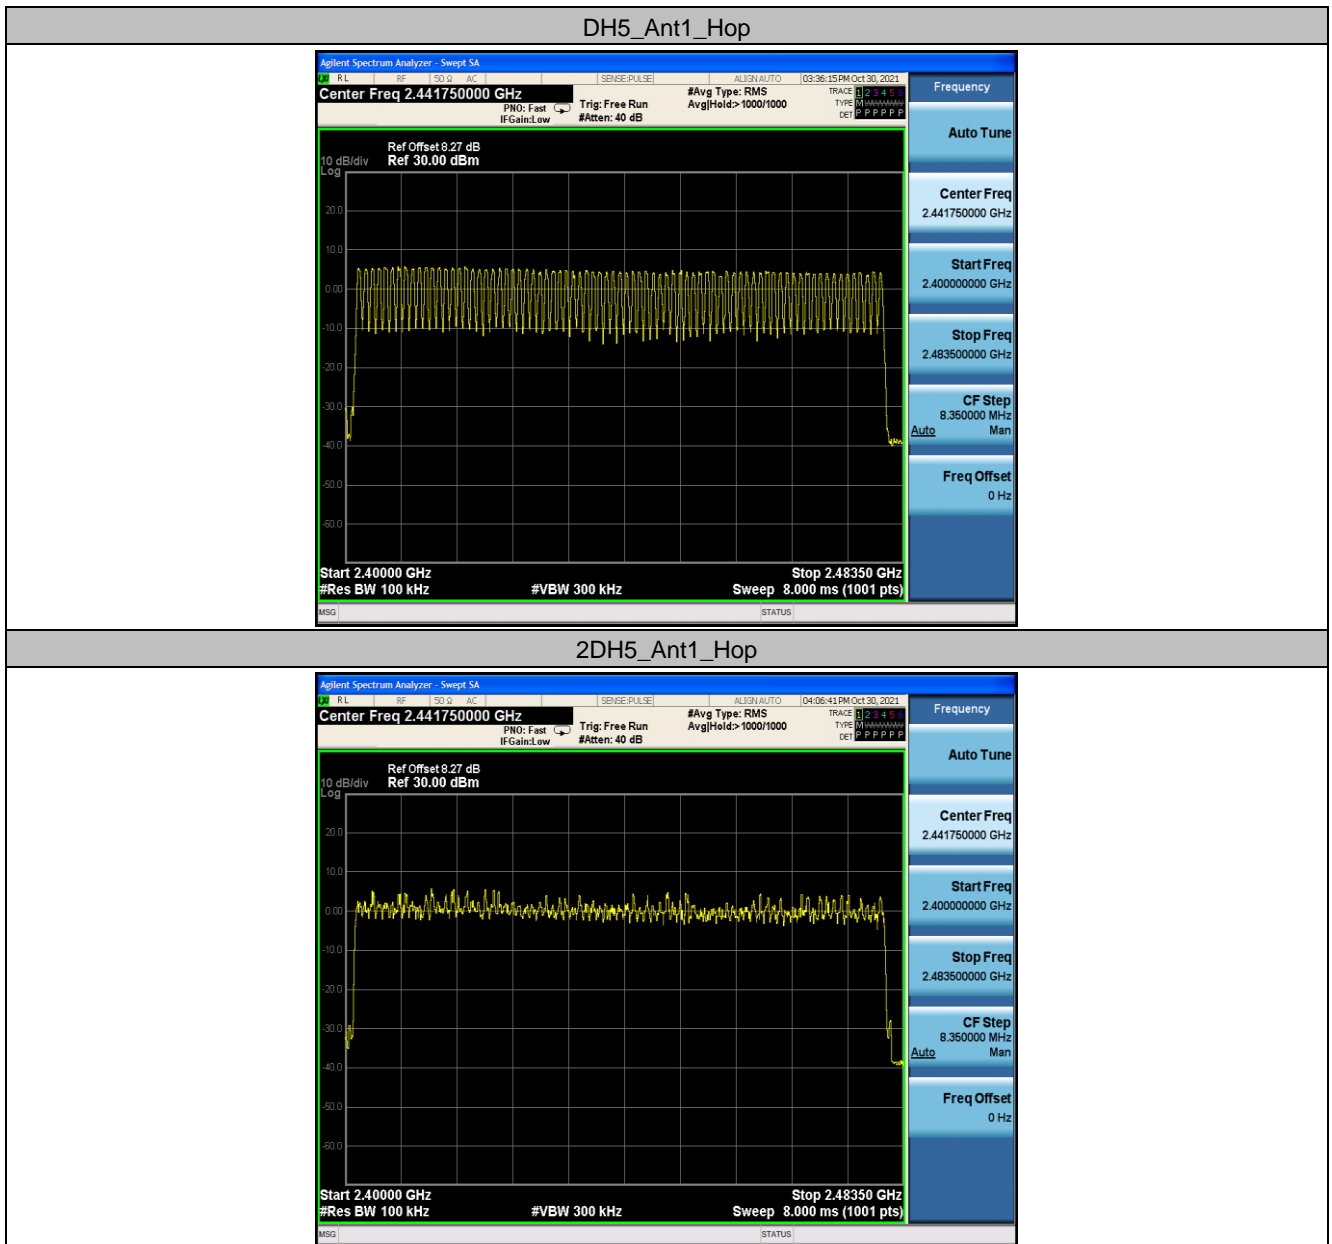 DH5_Ant1_Hop
Agilent Spectrum Analyzer - Swept SA
RL RF 50 Ω AC SENSE:PULSE ALIGN AUTO 03:36:15 PM Oct 30, 2021
Center Freq 2.441750000 GHz
PNO: Fast
IFGain:Low
Trig: Free Run
#Atten: 40 dB
#Avg Type: RMS
Avg|Hold:> 1000/1000
TRACE 1 2 3 4 5 6
TYPE M W W W W W
DET P P P P P P
Ref Offset 8.27 dB
10 dB/div Ref 30.00 dBm
Log
20.0
10.0
0.00
-10.0
-20.0
-30.0
-40.0
-50.0
-60.0
Start 2.40000 GHz Stop 2.48350 GHz
#Res BW 100 kHz #VBW 300 kHz Sweep 8.000 ms (1001 pts)
MSG STATUS
Frequency
Auto Tune
Center Freq
2.441750000 GHz
Start Freq
2.400000000 GHz
Stop Freq
2.483500000 GHz
CF Step
8.350000 MHz
Auto Man
Freq Offset
0 Hz
2DH5_Ant1_Hop
Agilent Spectrum Analyzer - Swept SA
RL RF 50 Ω AC SENSE:PULSE ALIGN AUTO 04:06:41 PM Oct 30, 2021
Center Freq 2.441750000 GHz
PNO: Fast
IFGain:Low
Trig: Free Run
#Atten: 40 dB
#Avg Type: RMS
Avg|Hold:> 1000/1000
TRACE 1 2 3 4 5 6
TYPE M W W W W W
DET P P P P P P
Ref Offset 8.27 dB
10 dB/div Ref 30.00 dBm
Log
20.0
10.0
0.00
-10.0
-20.0
-30.0
-40.0
-50.0
-60.0
Start 2.40000 GHz Stop 2.48350 GHz
#Res BW 100 kHz #VBW 300 kHz Sweep 8.000 ms (1001 pts)
MSG STATUS
Frequency
Auto Tune
Center Freq
2.441750000 GHz
Start Freq
2.400000000 GHz
Stop Freq
2.483500000 GHz
CF Step
8.350000 MHz
Auto Man
Freq Offset
0 Hz